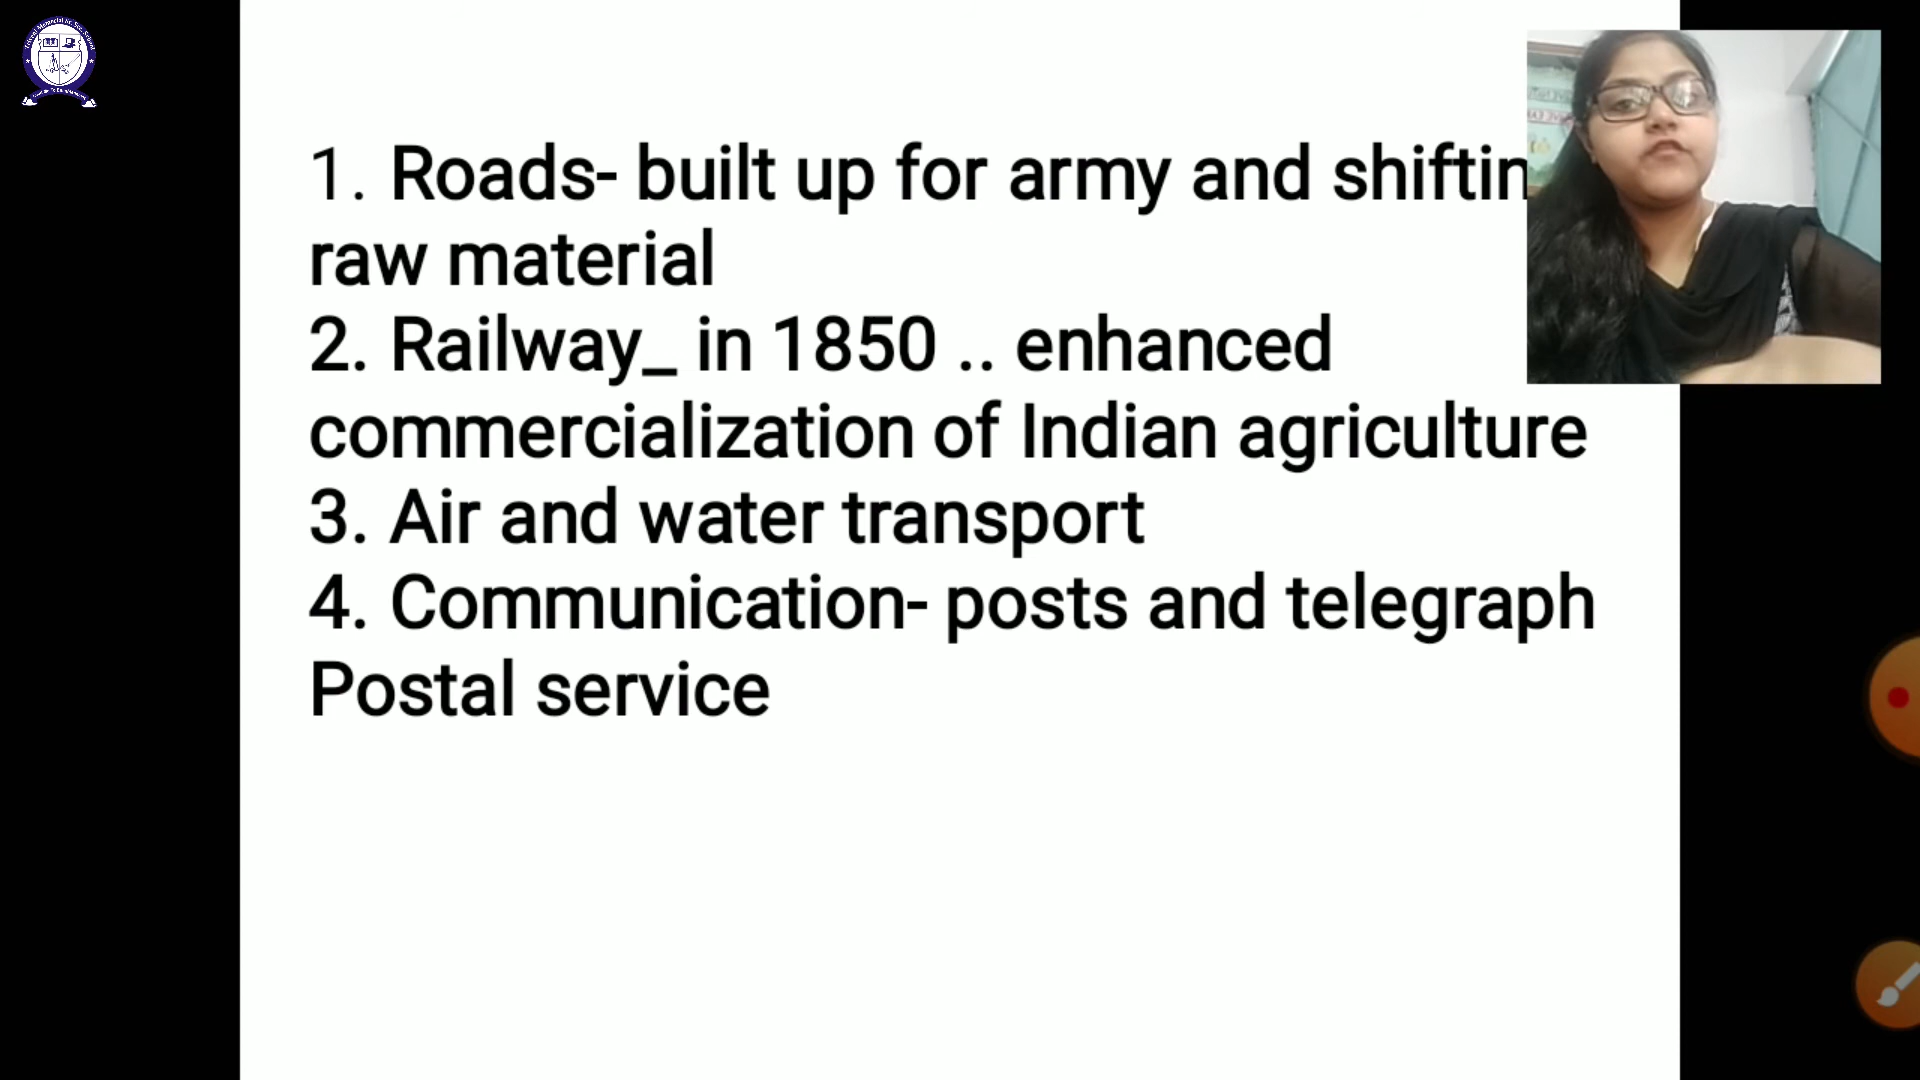 1. Roads- built up for army and shiftin
raw material
2. Railway_ in 1850 .. enhanced
commercialization of Indian agriculture
3. Air and water transport
4. Communication- posts and telegraph
Postal service